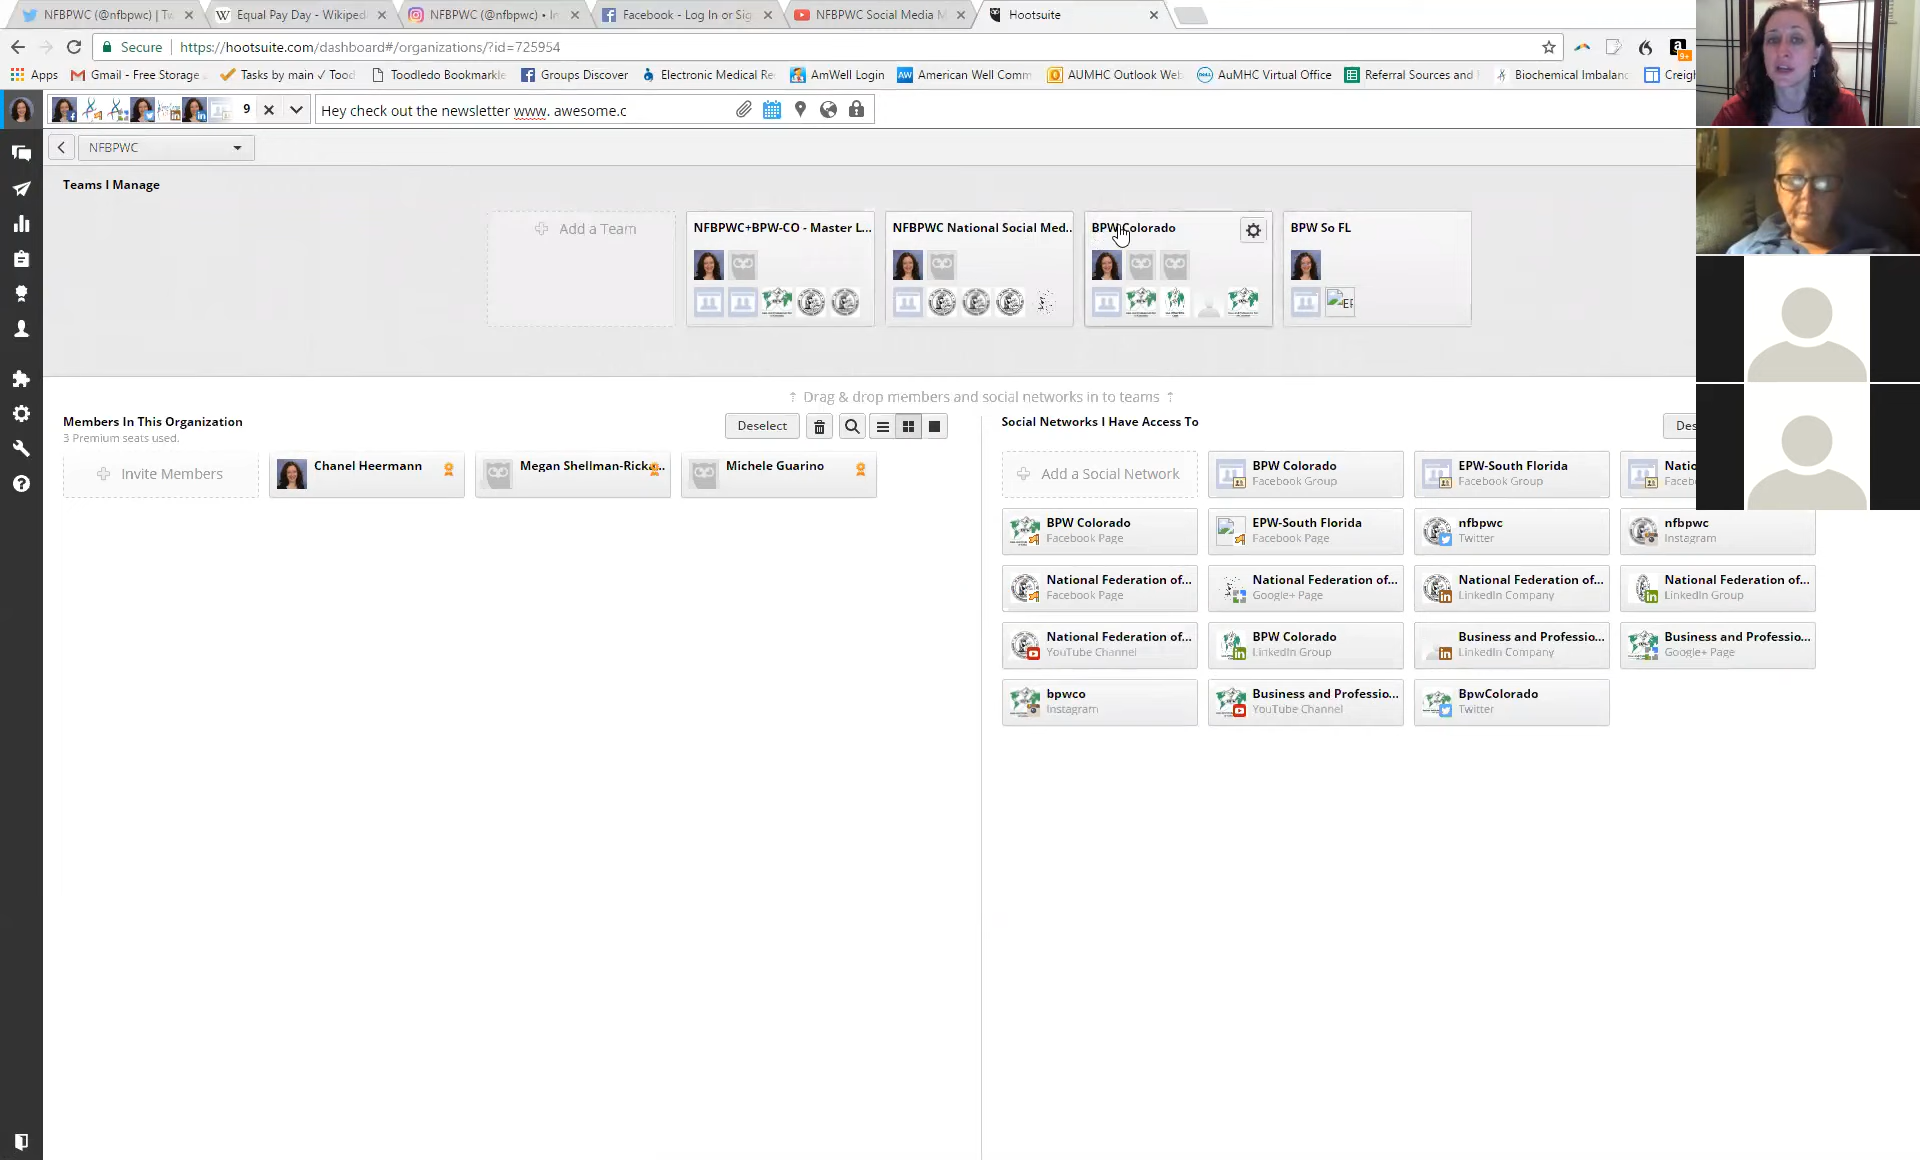 NFBPWC (@nfbpwc) | Tw
Equal Pay Day - Wikipedi
NFBPWC (@nfbpwc) • In
Facebook - Log In or Sig
NFBPWC Social Media M
Hootsuite
Secure
https://hootsuite.com/dashboard#/organizations/?id=725954
Apps
Gmail - Free Storage
Tasks by main ✓ Tood
Toodledo Bookmarkle
Groups Discover
Electronic Medical Re
AmWell Login
American Well Comm
AUMHC Outlook Web
AuMHC Virtual Office
Referral Sources and
Biochemical Imbalanc
Creigh
9
Hey check out the newsletter www. awesome.c
NFBPWC
Teams I Manage
Add a Team
NFBPWC+BPW-CO - Master L...
NFBPWC National Social Med..
BPW Colorado
BPW So FL
Drag & drop members and social networks in to teams
Members In This Organization
3 Premium seats used.
Deselect
Social Networks I Have Access To
Des
Invite Members
Chanel Heermann
Megan Shellman-Ricka..
Michele Guarino
Add a Social Network
BPW Colorado
Facebook Group
EPW-South Florida
Facebook Group
Natio
Faceb
BPW Colorado
Facebook Page
EPW-South Florida
Facebook Page
nfbpwc
Twitter
nfbpwc
Instagram
National Federation of...
Facebook Page
National Federation of...
Google+ Page
National Federation of...
LinkedIn Company
National Federation of...
LinkedIn Group
National Federation of...
YouTube Channel
BPW Colorado
LinkedIn Group
Business and Professio...
LinkedIn Company
Business and Professio...
Google+ Page
bpwco
Instagram
Business and Professio...
YouTube Channel
BpwColorado
Twitter